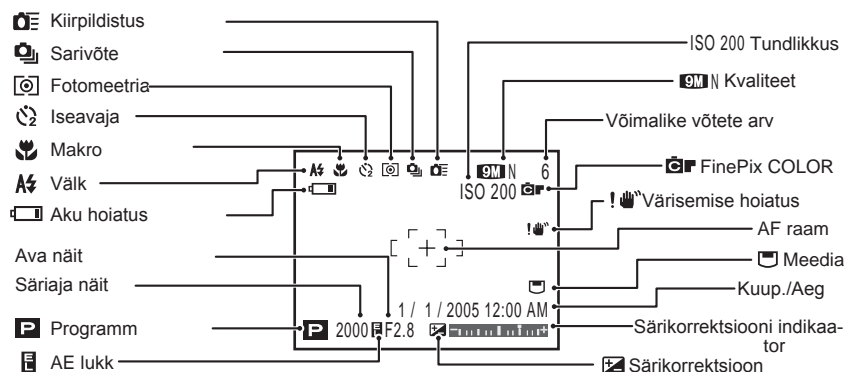 Kiirpildistus
Sarivõte
Fotomeetria
Iseavaja
Makro
Välk
Aku hoiatus
Ava näit
Säriaja näit
P Programm
AE lukk
9M N 6
ISO 200
1 / 1 / 2005 12:00 AM
P 2000 F2.8
ISO 200 Tundlikkus
9M N Kvaliteet
Võimalike võtete arv
FinePix COLOR
! Värisemise hoiatus
AF raam
Meedia
Kuup./Aeg
Särikorrektsiooni indikaa-
tor
Särikorrektsioon